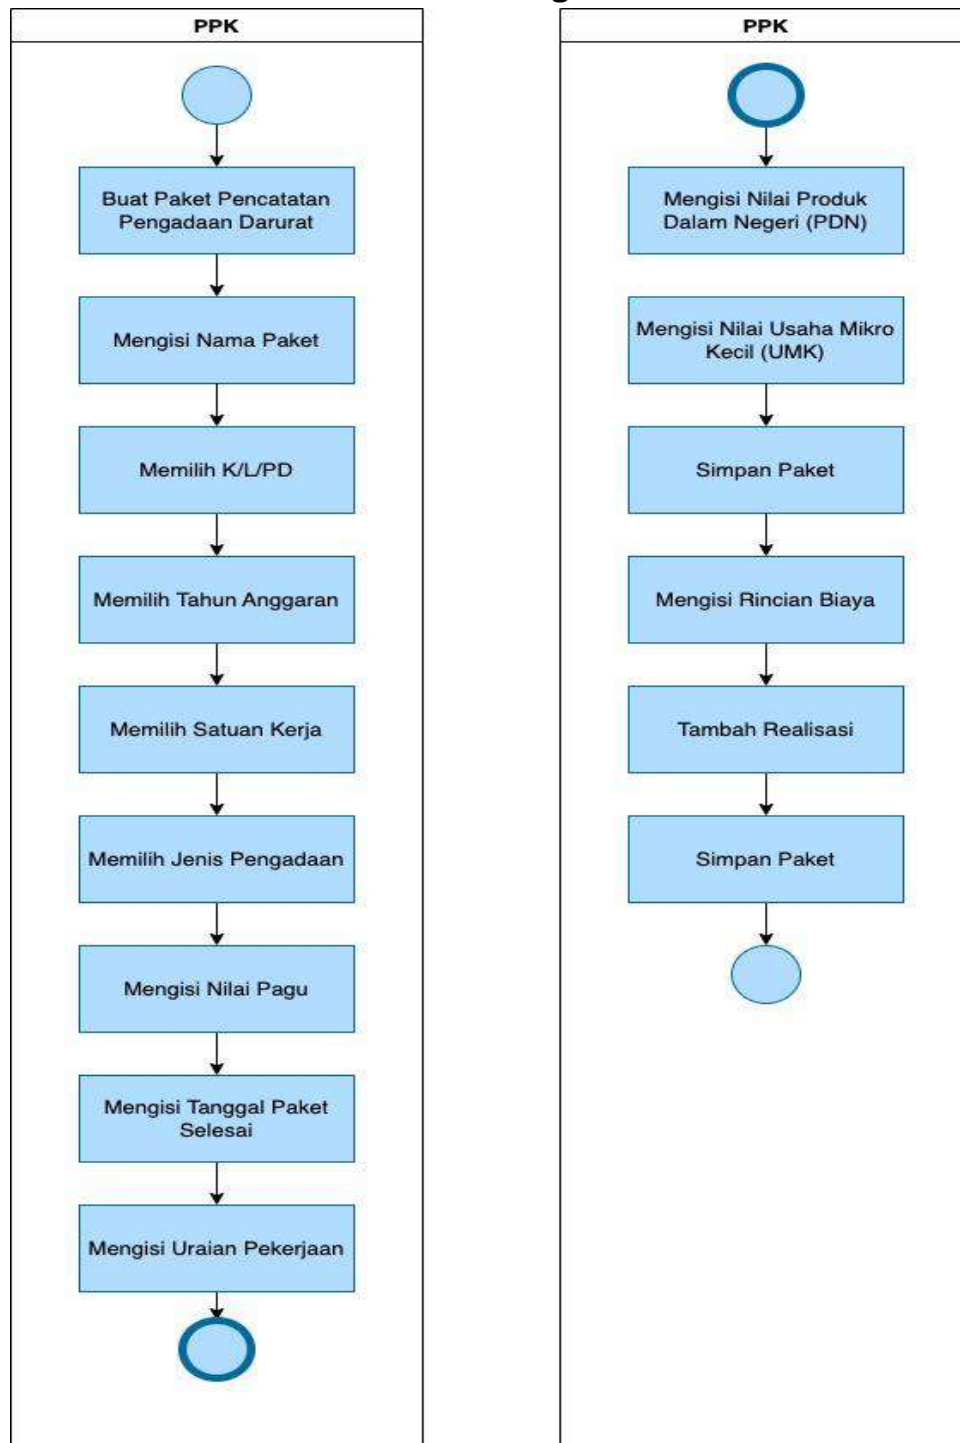 PPK
Buat Paket Pencatatan
Pengadaan Darurat
Mengisi Nama Paket
Memilih K/L/PD
Memilih Tahun Anggaran
Memilih Satuan Kerja
Memilih Jenis Pengadaan
Mengisi Nilai Pagu
Mengisi Tanggal Paket
Selesai
Mengisi Uraian Pekerjaan
PPK
Mengisi Nilai Produk
Dalam Negeri (PDN)
Mengisi Nilai Usaha Mikro
Kecil (UMK)
Simpan Paket
Mengisi Rincian Biaya
Tambah Realisasi
Simpan Paket